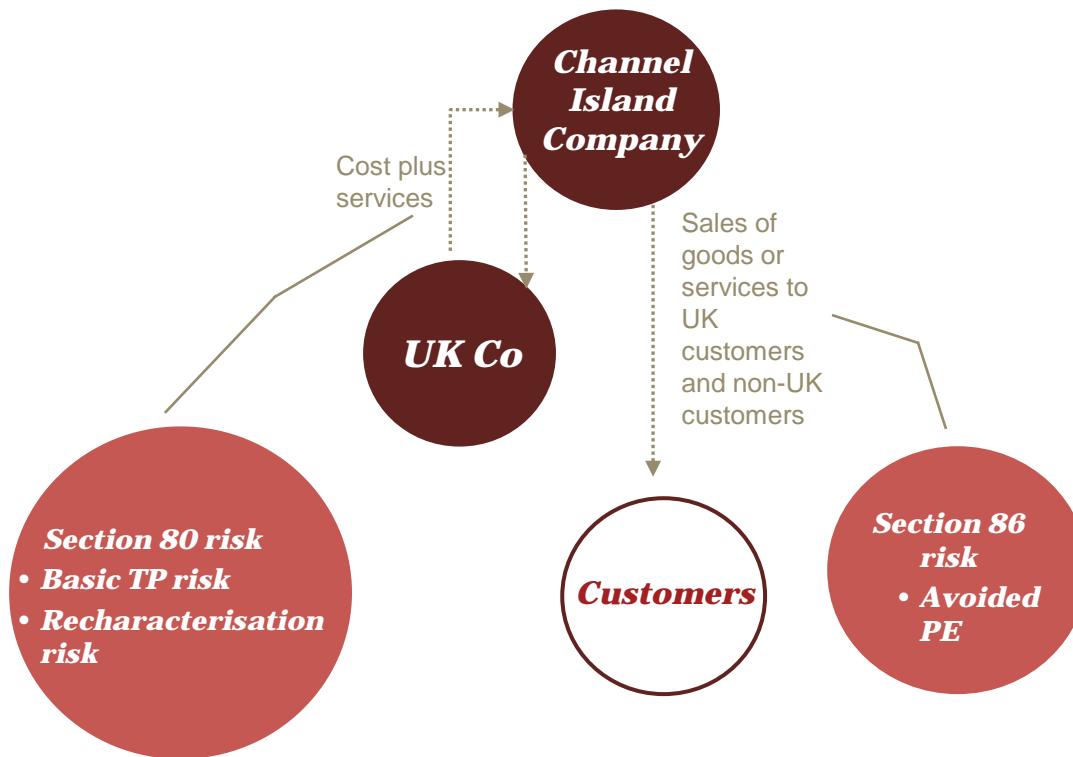 Channel
Island
Company
Cost plus
services
Sales of
goods or
services to
UK
customers
and non-UK
customers
UK Co
Section 80 risk
• Basic TP risk
• Recharacterisation
risk
Customers
Section 86
risk
• Avoided
PE